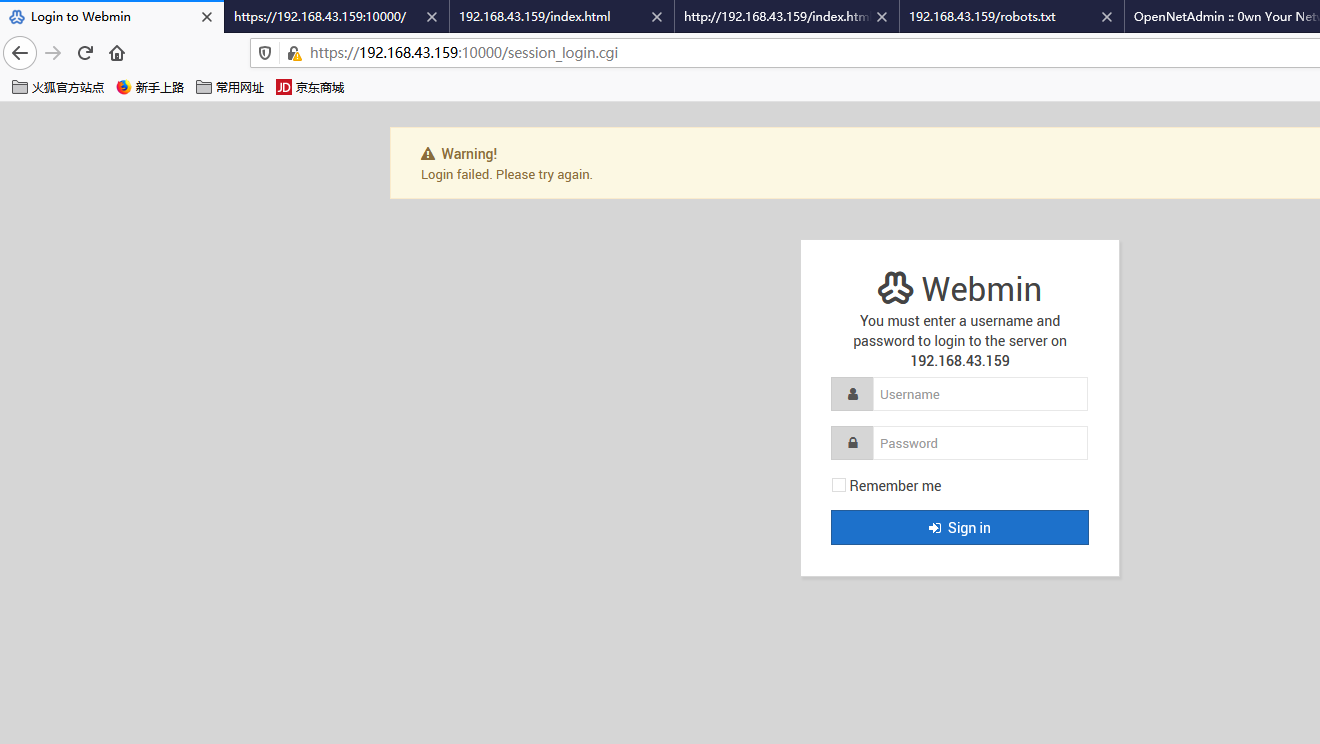 Login to Webmin
https://192.168.43.159:10000/
192.168.43.159/index.html
http://192.168.43.159/index.htm
192.168.43.159/robots.txt
OpenNetAdmin :: 0wn Your Net
https://192.168.43.159:10000/session_login.cgi
火狐官方站点
新手上路
常用网址
JD 京东商城
Warning!
Login failed. Please try again.
Webmin
You must enter a username and
password to login to the server on
192.168.43.159
Username
Password
Remember me
Sign in